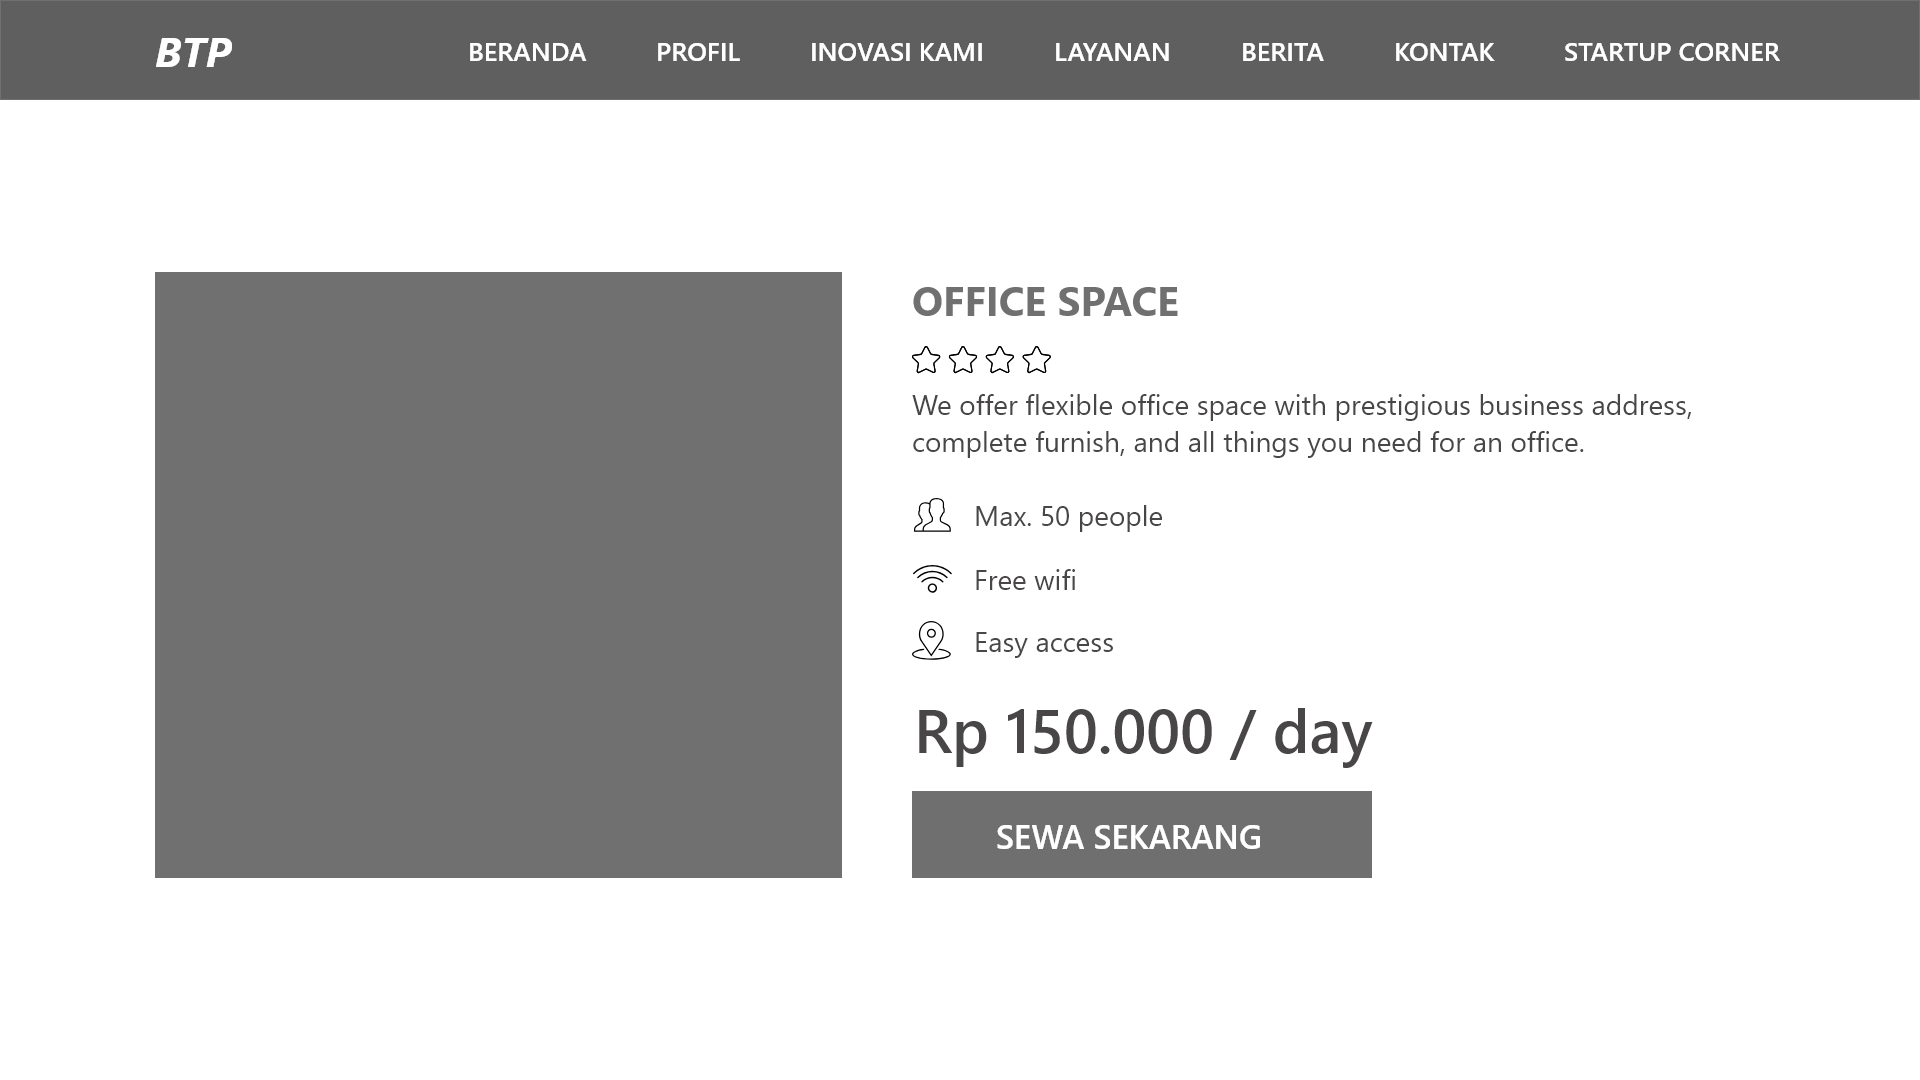 BTP
BERANDA
PROFIL
INOVASI KAMI
LAYANAN
BERITA
KONTAK
STARTUP CORNER
OFFICE SPACE
We offer flexible office space with prestigious business address,
complete furnish, and all things you need for an office.
Max. 50 people
Free wifi
Easy access
Rp 150.000 / day
SEWA SEKARANG